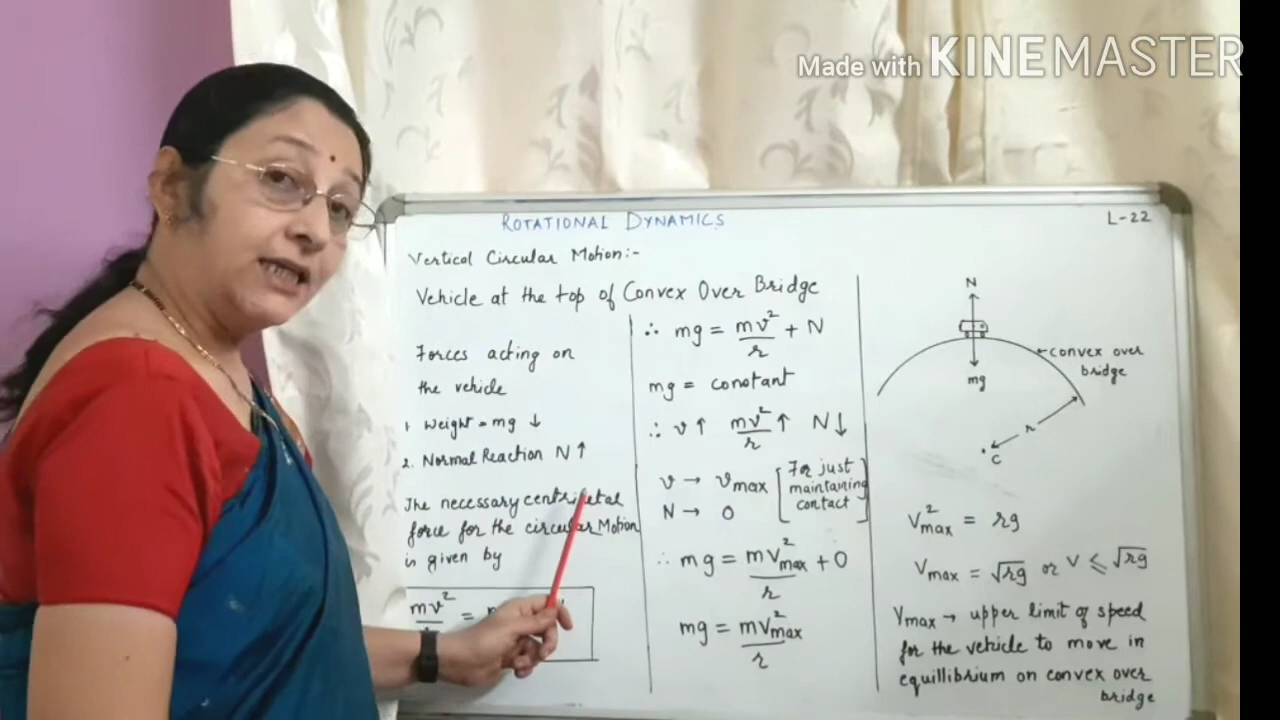 Made with KINEMASTER
ROTATIONAL DYNAMICS
L-22
Vertical Circular Motion:-
Vehicle at the top of Convex Over Bridge
Forces acting on
the vehicle
1. Weight = mg ↓
2. Normal Reaction N ↑
The necessary centripetal
force for the circular Motion
is given by
mv²
=
∴ mg = mv²/r + N
mg = constant
∴ v↑ mv²/r ↑ N↓
v → vmax [For just
maintaining
N → 0 contact]
∴ mg = mv²max/r + 0
mg = mv²max/r
N
convex over
bridge
mg
r
C
V²max = rg
Vmax = √rg or v ⩽ √rg
Vmax → upper limit of speed
for the vehicle to move in
equillibrium on convex over
bridge